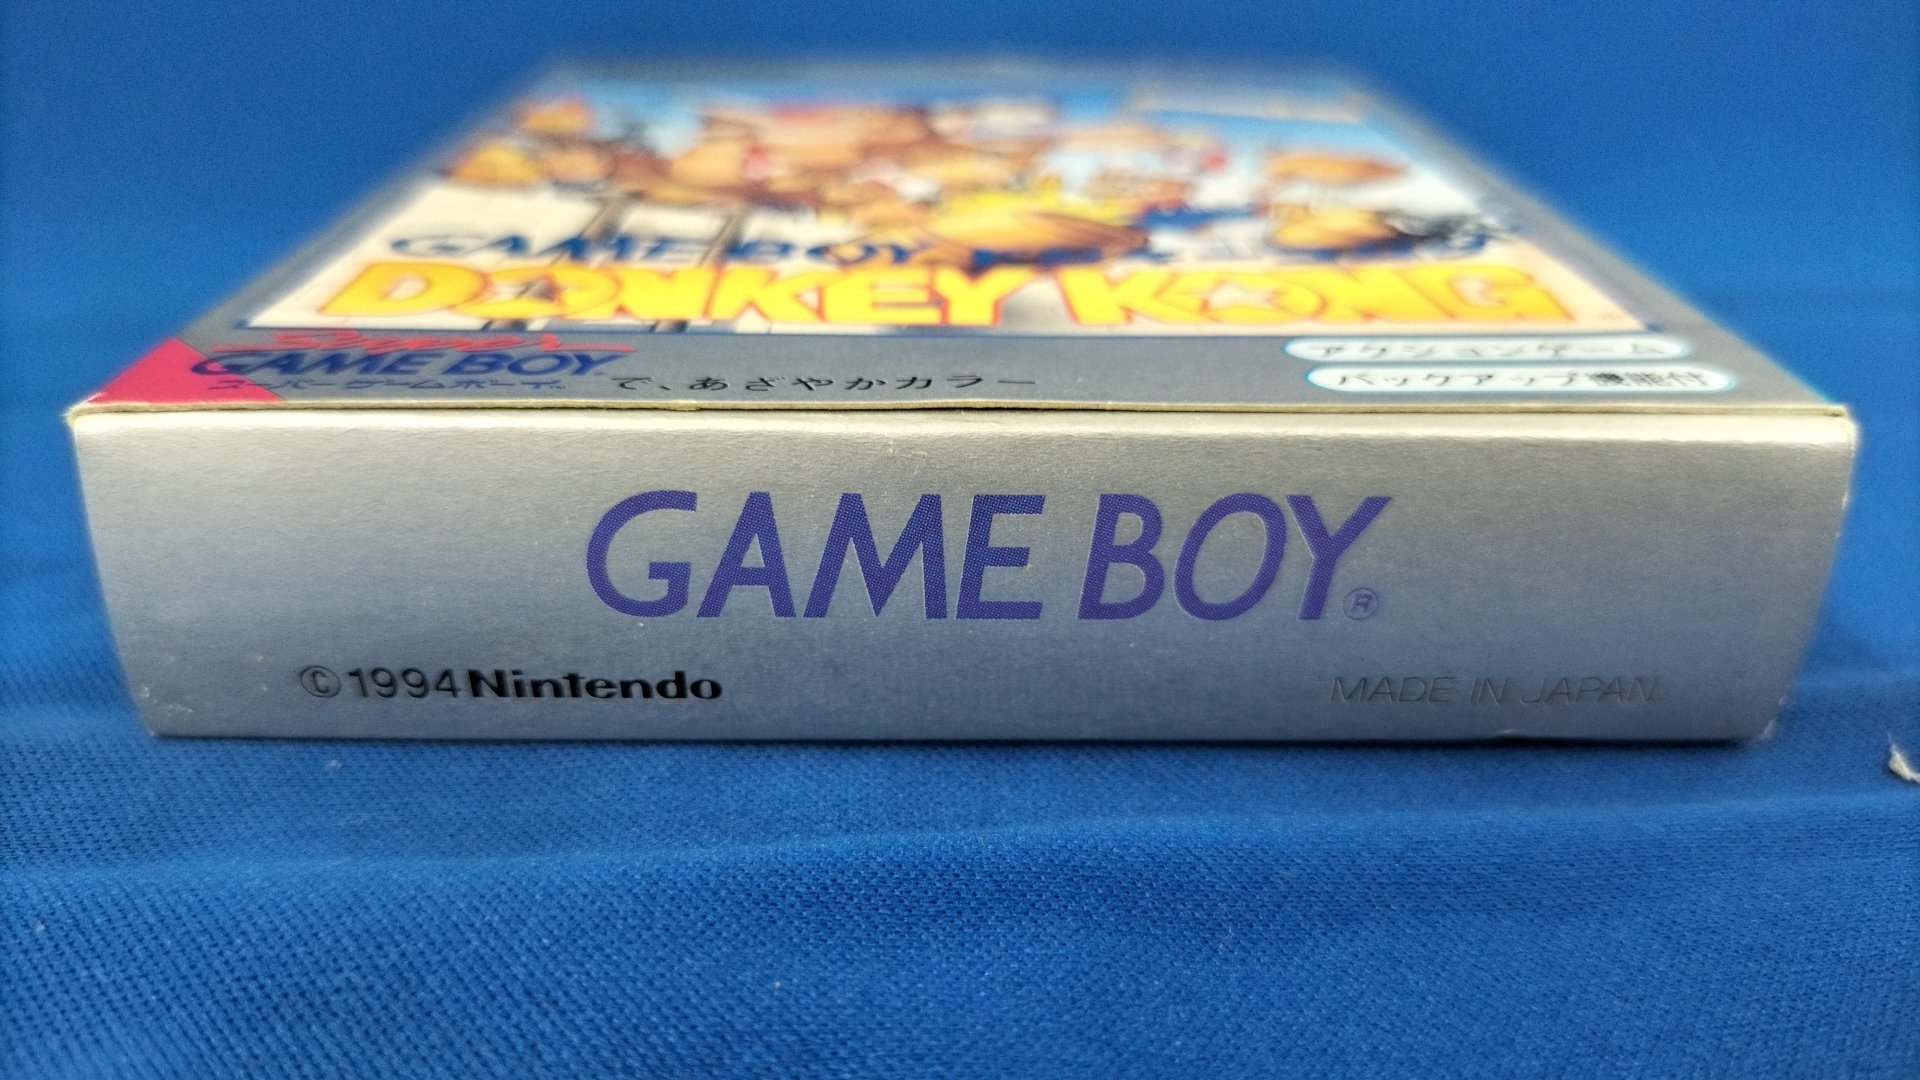 GAME BOY
DONKEY KONG
Super
GAME BOY
スーパーゲームボーイ®で、あざやかカラー
アクションゲーム
バックアップ機能付
GAME BOY®
©1994 Nintendo
MADE IN JAPAN